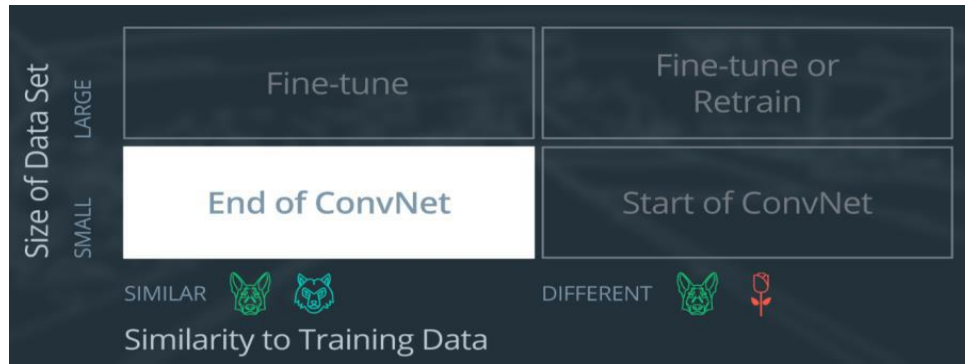 Size of Data Set
LARGE
SMALL
Fine-tune
Fine-tune or
Retrain
End of ConvNet
Start of ConvNet
SIMILAR
DIFFERENT
Similarity to Training Data